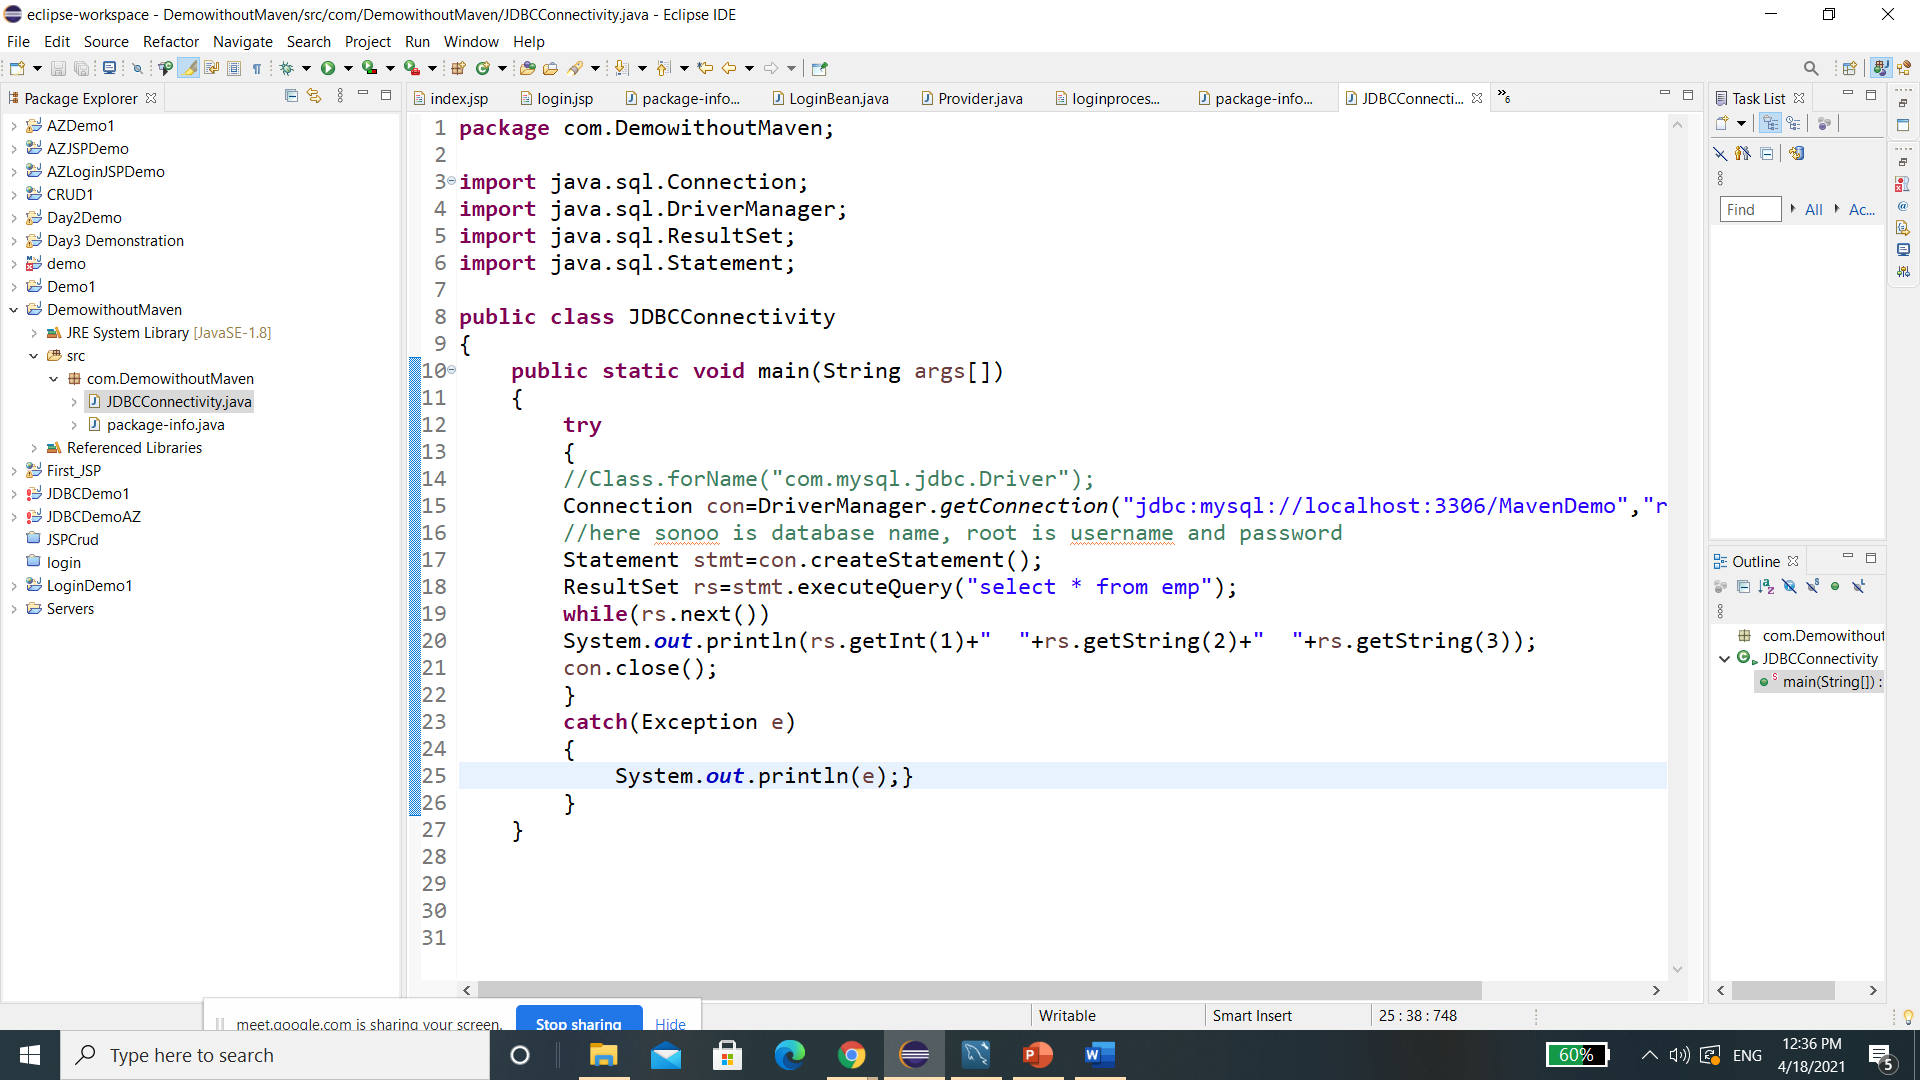 eclipse-workspace - DemowithoutMaven/src/com/DemowithoutMaven/JDBCConnectivity.java - Eclipse IDE
File Edit Source Refactor Navigate Search Project Run Window Help
Package Explorer
AZDemo1
AZJSPDemo
AZLoginJSPDemo
CRUD1
Day2Demo
Day3 Demonstration
demo
Demo1
DemowithoutMaven
JRE System Library [JavaSE-1.8]
src
com.DemowithoutMaven
JDBCConnectivity.java
package-info.java
Referenced Libraries
First_JSP
JDBCDemo1
JDBCDemoAZ
JSPCrud
login
LoginDemo1
Servers
index.jsp login.jsp package-info... LoginBean.java Provider.java loginproces... package-info... JDBCConnecti... »6
1 package com.DemowithoutMaven;
2
3 import java.sql.Connection;
4 import java.sql.DriverManager;
5 import java.sql.ResultSet;
6 import java.sql.Statement;
7
8 public class JDBCConnectivity
9 {
10 public static void main(String args[])
11 {
12 try
13 {
14 //Class.forName("com.mysql.jdbc.Driver");
15 Connection con=DriverManager.getConnection("jdbc:mysql://localhost:3306/MavenDemo","r
16 //here sonoo is database name, root is username and password
17 Statement stmt=con.createStatement();
18 ResultSet rs=stmt.executeQuery("select * from emp");
19 while(rs.next())
20 System.out.println(rs.getInt(1)+"  "+rs.getString(2)+"  "+rs.getString(3));
21 con.close();
22 }
23 catch(Exception e)
24 {
25 System.out.println(e);}
26 }
27 }
28
29
30
31
Task List
Find All Ac...
Outline
com.Demowithout
JDBCConnectivity
main(String[]) :
Writable Smart Insert 25 : 38 : 748
meet.google.com is sharing your screen. Stop sharing Hide
Type here to search
60% ENG 12:36 PM
4/18/2021 5